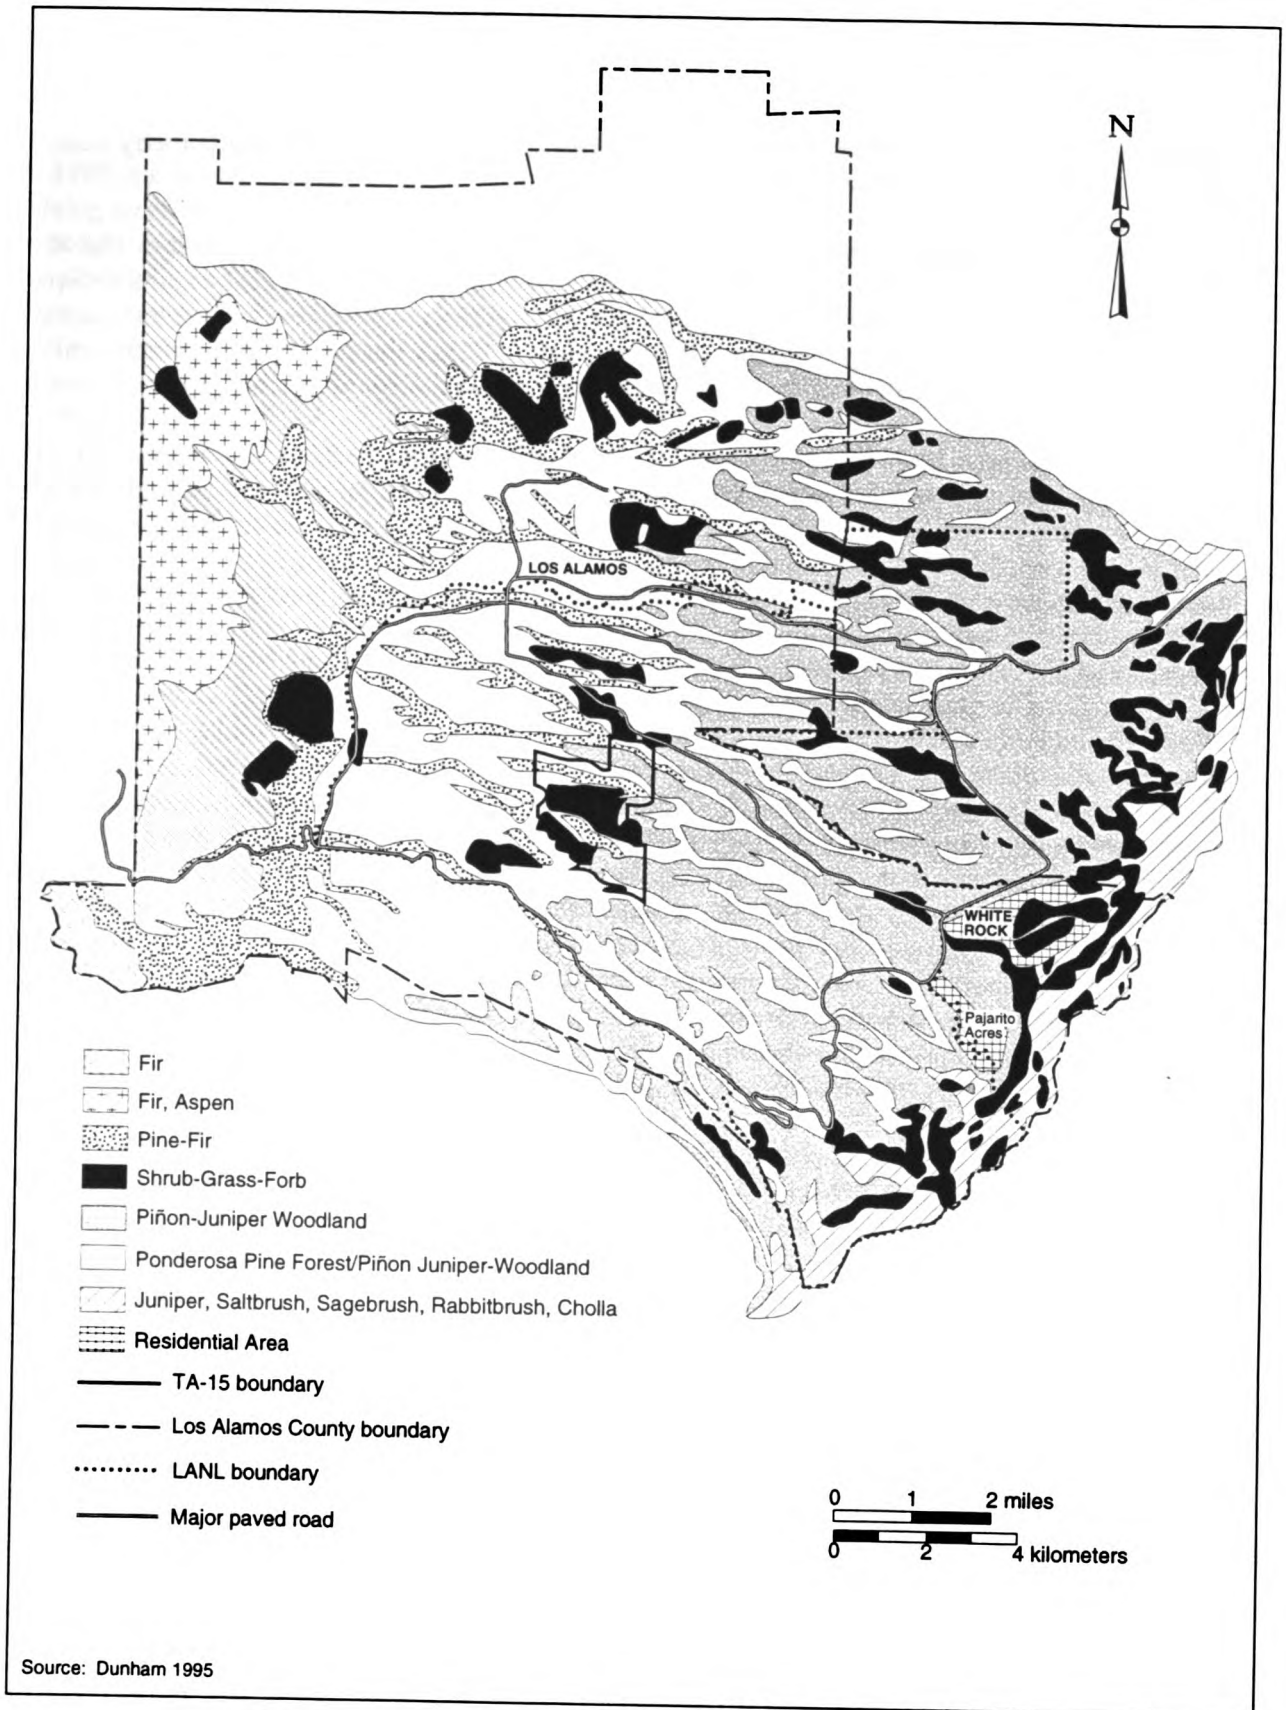 N
LOS ALAMOS
WHITE
ROCK
Pajarito
Acres
Fir
Fir, Aspen
Pine-Fir
Shrub-Grass-Forb
Piñon-Juniper Woodland
Ponderosa Pine Forest/Piñon Juniper-Woodland
Juniper, Saltbrush, Sagebrush, Rabbitbrush, Cholla
Residential Area
TA-15 boundary
Los Alamos County boundary
LANL boundary
Major paved road
0 1 2 miles
0 2 4 kilometers
Source: Dunham 1995